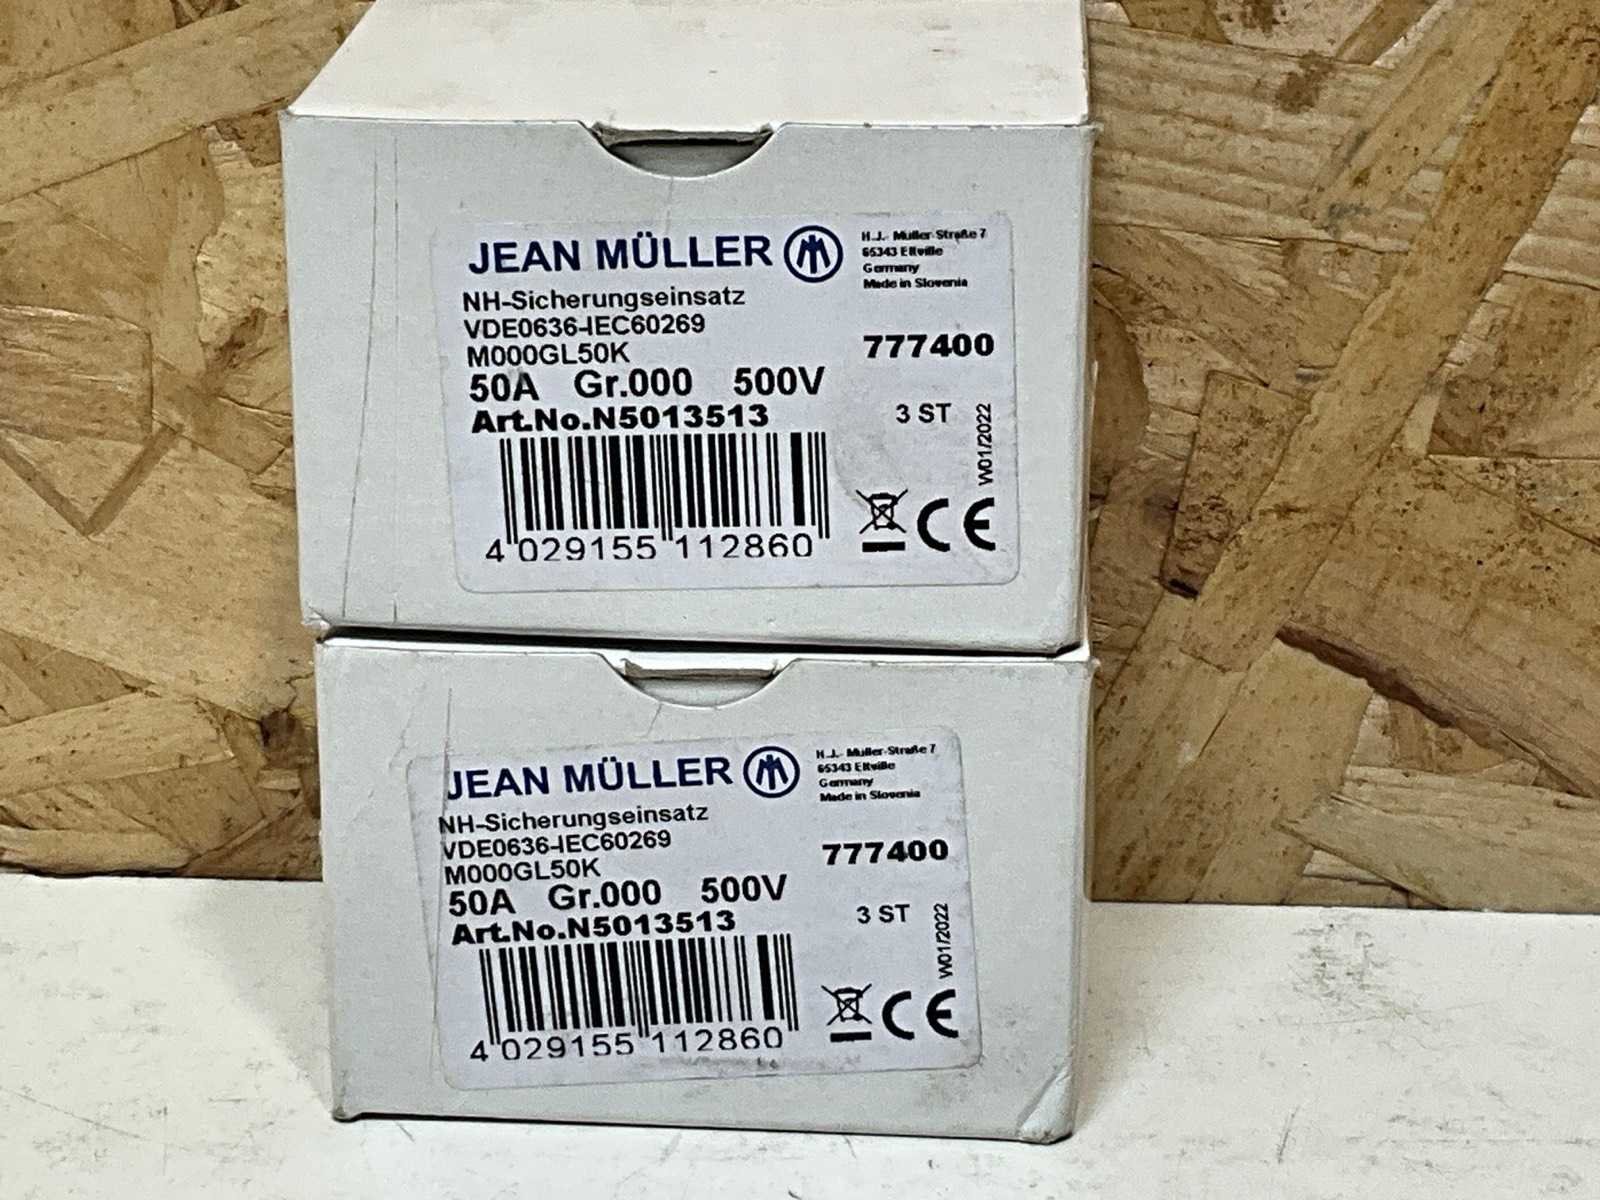 JEAN MÜLLER
H.J.- Müller-Straße 7
65343 Eltville
Germany
Made in Slovenia
NH-Sicherungseinsatz
VDE0636-IEC60269
M000GL50K
777400
50A Gr.000 500V
Art.No.N5013513
3 ST
W01/2022
4 029155 112860
CE
JEAN MÜLLER
H.J.- Müller-Straße 7
65343 Eltville
Germany
Made in Slovenia
NH-Sicherungseinsatz
VDE0636-IEC60269
M000GL50K
777400
50A Gr.000 500V
Art.No.N5013513
3 ST
W01/2022
4 029155 112860
CE